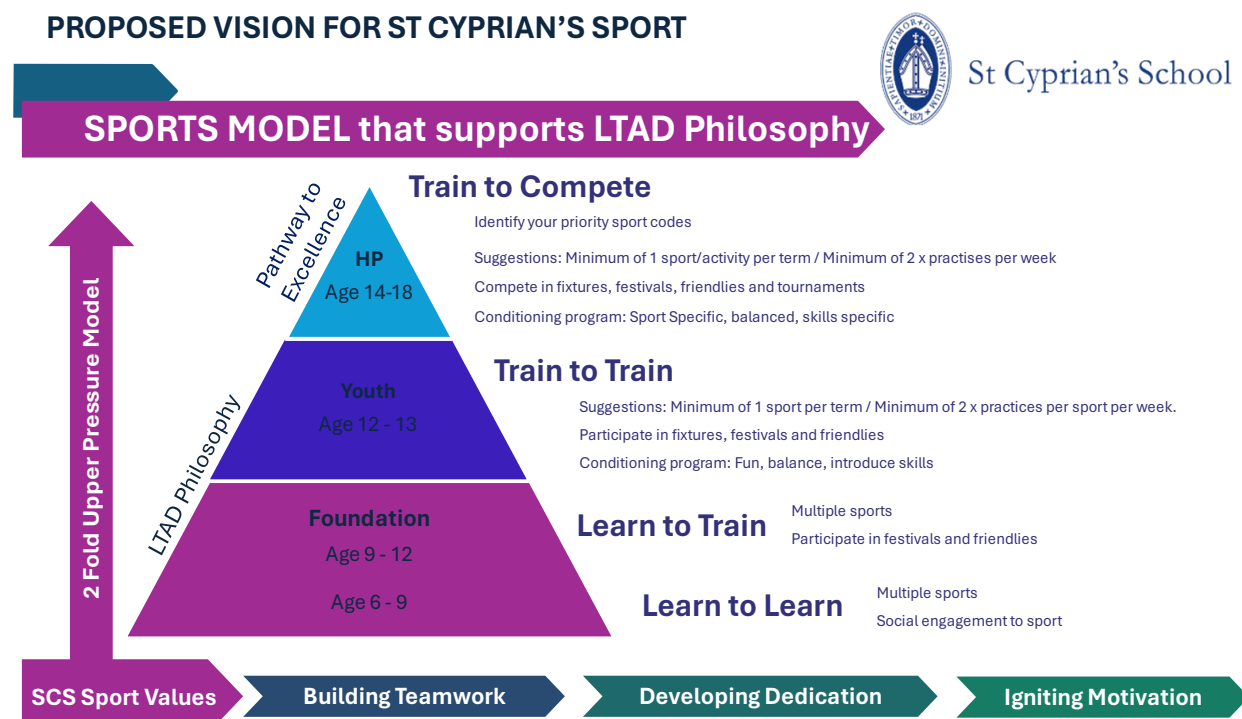 PROPOSED VISION FOR ST CYPRIAN'S SPORT
SAPIENTIAE TIMOR DOMINI INITIUM
1871
St Cyprian's School
SPORTS MODEL that supports LTAD Philosophy
2 Fold Upper Pressure Model
Pathway to
Excellence
LTAD Philosophy
HP
Age 14-18
Train to Compete
Identify your priority sport codes
Suggestions: Minimum of 1 sport/activity per term / Minimum of 2 x practises per week
Compete in fixtures, festivals, friendlies and tournaments
Conditioning program: Sport Specific, balanced, skills specific
Youth
Age 12 - 13
Train to Train
Suggestions: Minimum of 1 sport per term / Minimum of 2 x practices per sport per week.
Participate in fixtures, festivals and friendlies
Conditioning program: Fun, balance, introduce skills
Foundation
Age 9 - 12
Age 6 - 9
Learn to Train
Multiple sports
Participate in festivals and friendlies
Learn to Learn
Multiple sports
Social engagement to sport
SCS Sport Values
Building Teamwork
Developing Dedication
Igniting Motivation